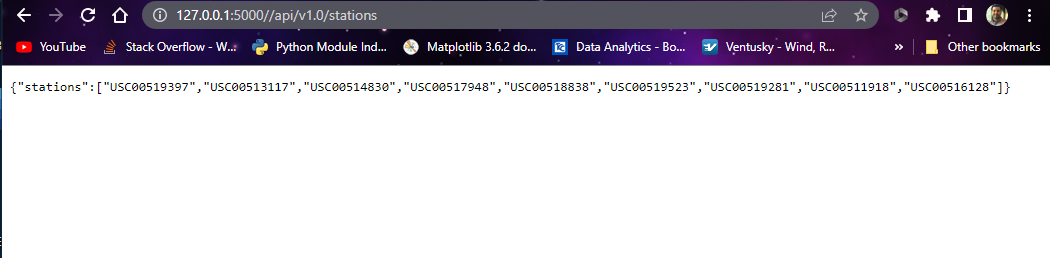 127.0.0.1:5000//api/v1.0/stations
YouTube Stack Overflow - W... Python Module Ind... Matplotlib 3.6.2 do... Data Analytics - Bo... Ventusky - Wind, R... » Other bookmarks
{"stations":["USC00519397","USC00513117","USC00514830","USC00517948","USC00518838","USC00519523","USC00519281","USC00511918","USC00516128"]}